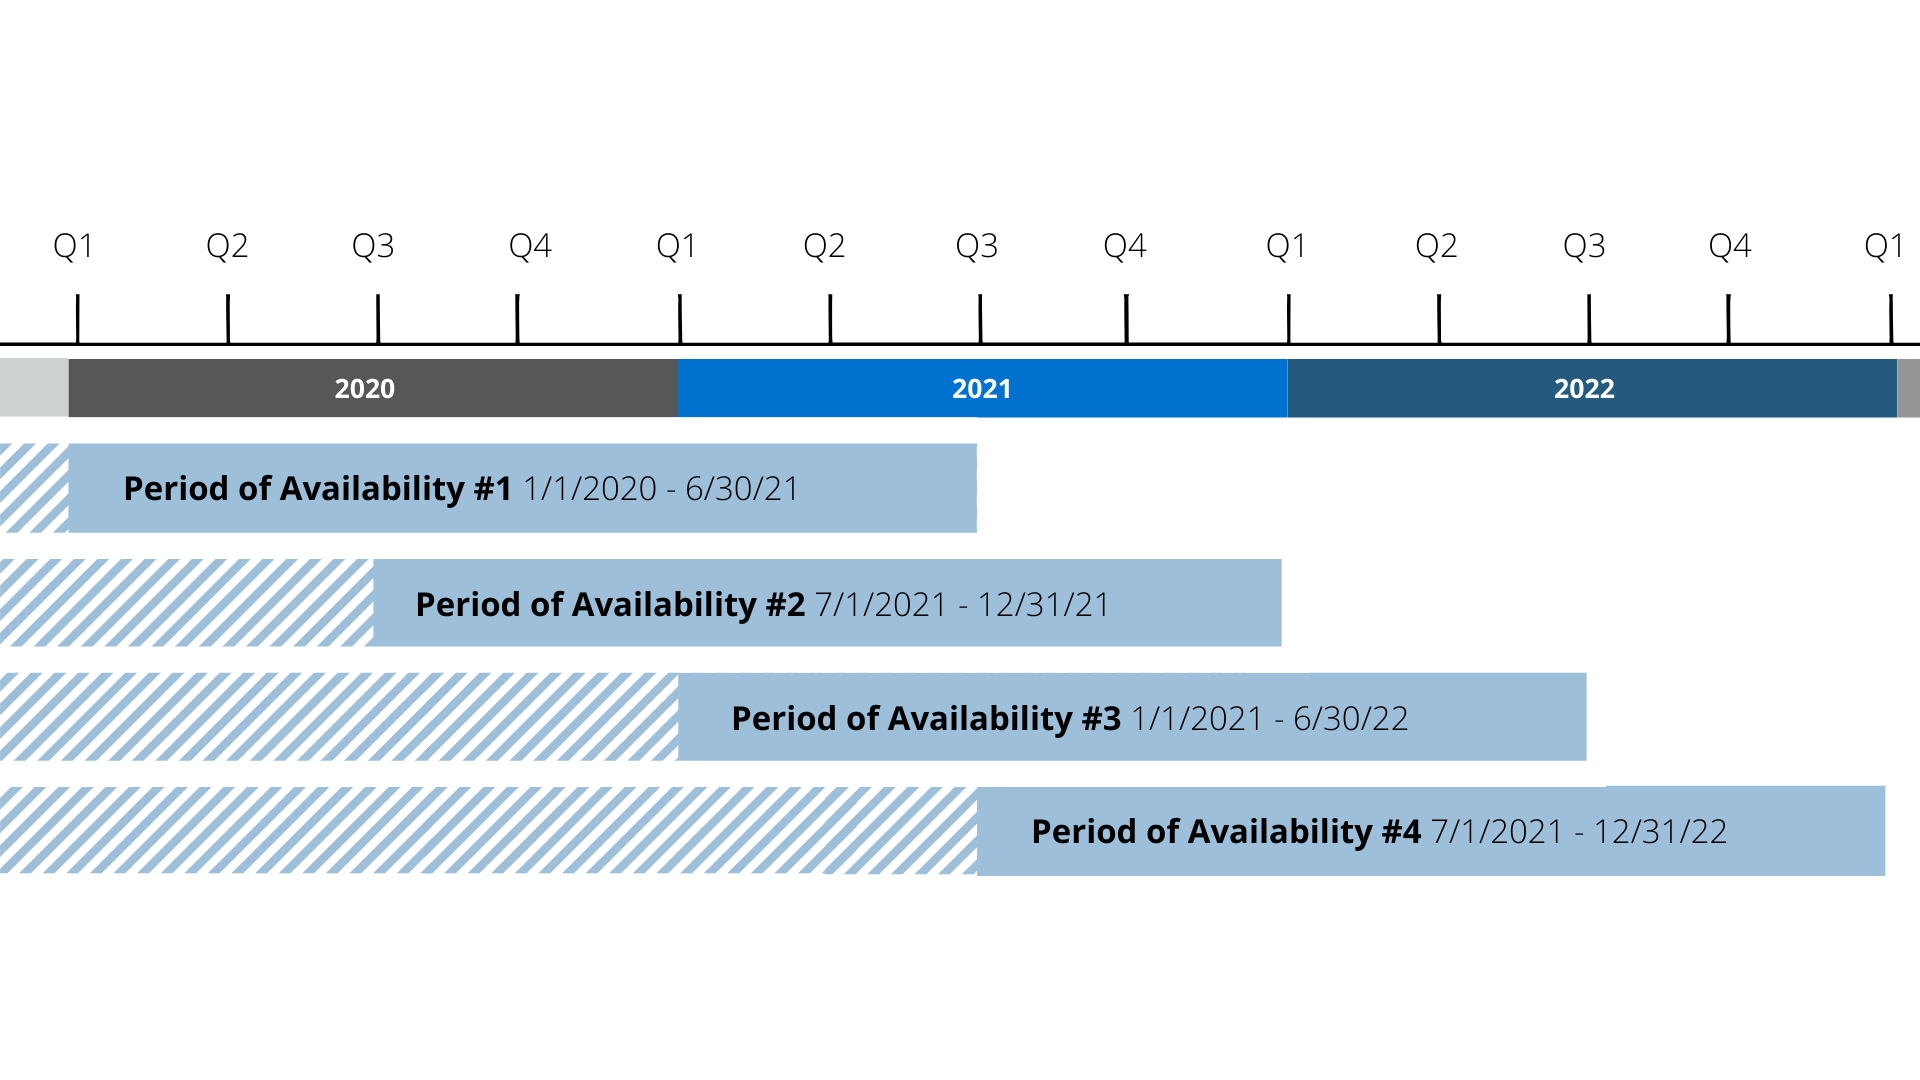 Q1 Q2 Q3 Q4 Q1 Q2 Q3 Q4 Q1 Q2 Q3 Q4 Q1
2020 2021 2022
Period of Availability #1 1/1/2020 - 6/30/21
Period of Availability #2 7/1/2021 - 12/31/21
Period of Availability #3 1/1/2021 - 6/30/22
Period of Availability #4 7/1/2021 - 12/31/22